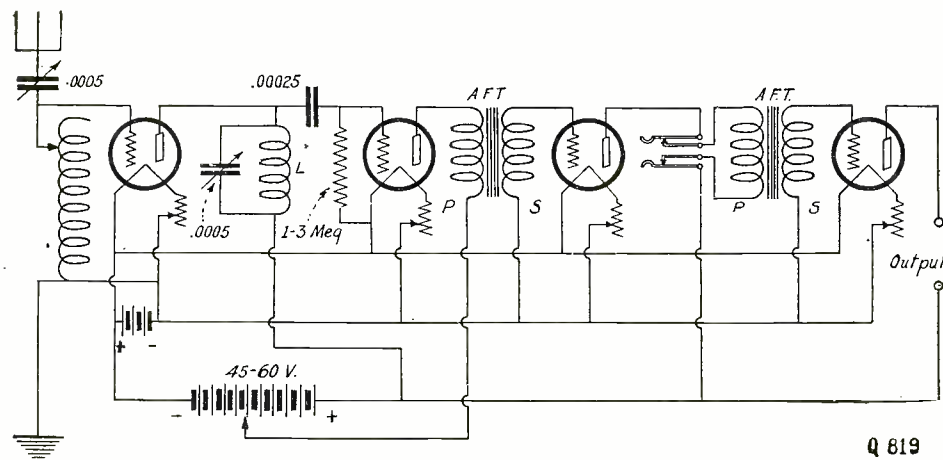 .0005
.00025
A.F.T.
A.F.T.
L
.0005
1-3 Meg
P
S
P
S
Output
+ -
45-60 V.
- +
Q 819